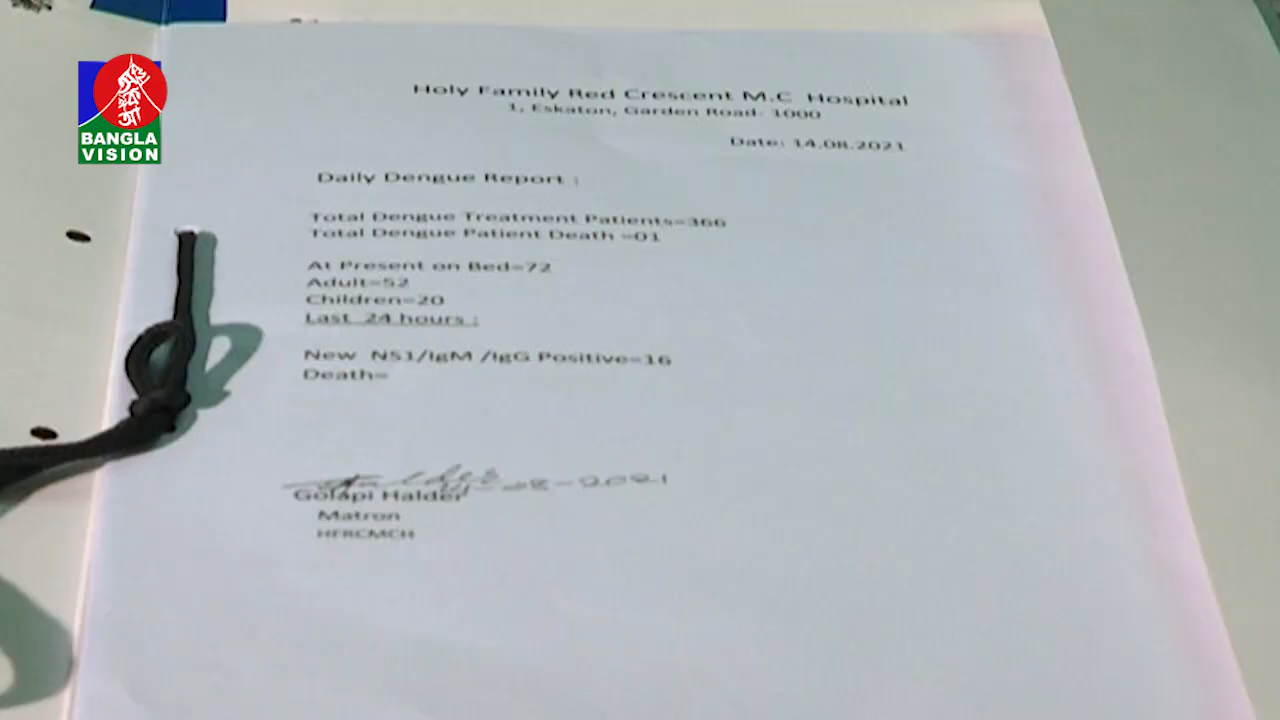 BANGLA
VISION
Holy Family Red Crescent M.C Hospital
1, Eskaton, Garden Road- 1000
Date: 14.08.2021
Daily Dengue Report :
Total Dengue Treatment Patients=366
Total Dengue Patient Death =01
At Present on Bed=72
Adult=52
Children=20
Last 24 hours :
New NS1/IgM /IgG Positive=16
Death=
08-2021
Golapi Halder
Matron
HFRCMCH